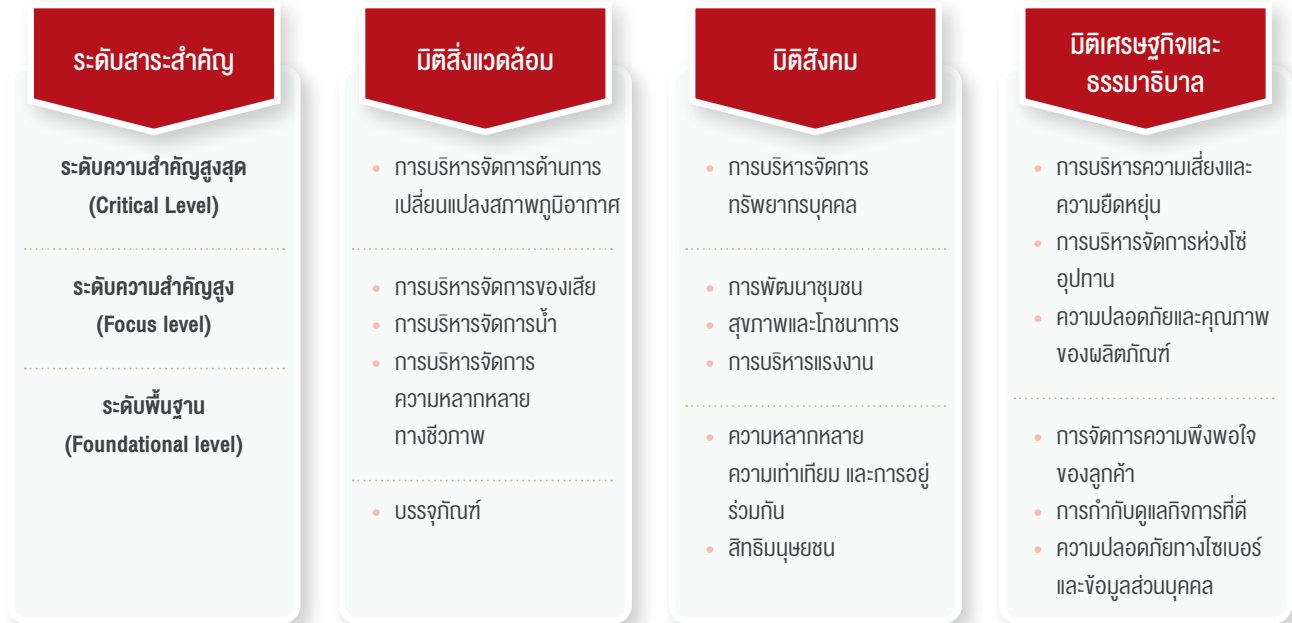 ระดับสาระสำคัญ
ระดับความสำคัญสูงสุด
(Critical Level)
ระดับความสำคัญสูง
(Focus level)
ระดับพื้นฐาน
(Foundational level)
มิติสิ่งแวดล้อม
• การบริหารจัดการด้านการ
เปลี่ยนแปลงสภาพภูมิอากาศ
• การบริหารจัดการของเสีย
• การบริหารจัดการน้ำ
• การบริหารจัดการ
ความหลากหลาย
ทางชีวภาพ
• บรรจุภัณฑ์
มิติสังคม
• การบริหารจัดการ
ทรัพยากรบุคคล
• การพัฒนาชุมชน
• สุขภาพและโภชนาการ
• การบริหารแรงงาน
• ความหลากหลาย
ความเท่าเทียม และการอยู่
ร่วมกัน
• สิทธิมนุษยชน
มิติเศรษฐกิจและ
ธรรมาธิบาล
• การบริหารความเสี่ยงและ
ความยืดหยุ่น
• การบริหารจัดการห่วงโซ่
อุปทาน
• ความปลอดภัยและคุณภาพ
ของผลิตภัณฑ์
• การจัดการความพึงพอใจ
ของลูกค้า
• การกำกับดูแลกิจการที่ดี
• ความปลอดภัยทางไซเบอร์
และข้อมูลส่วนบุคคล